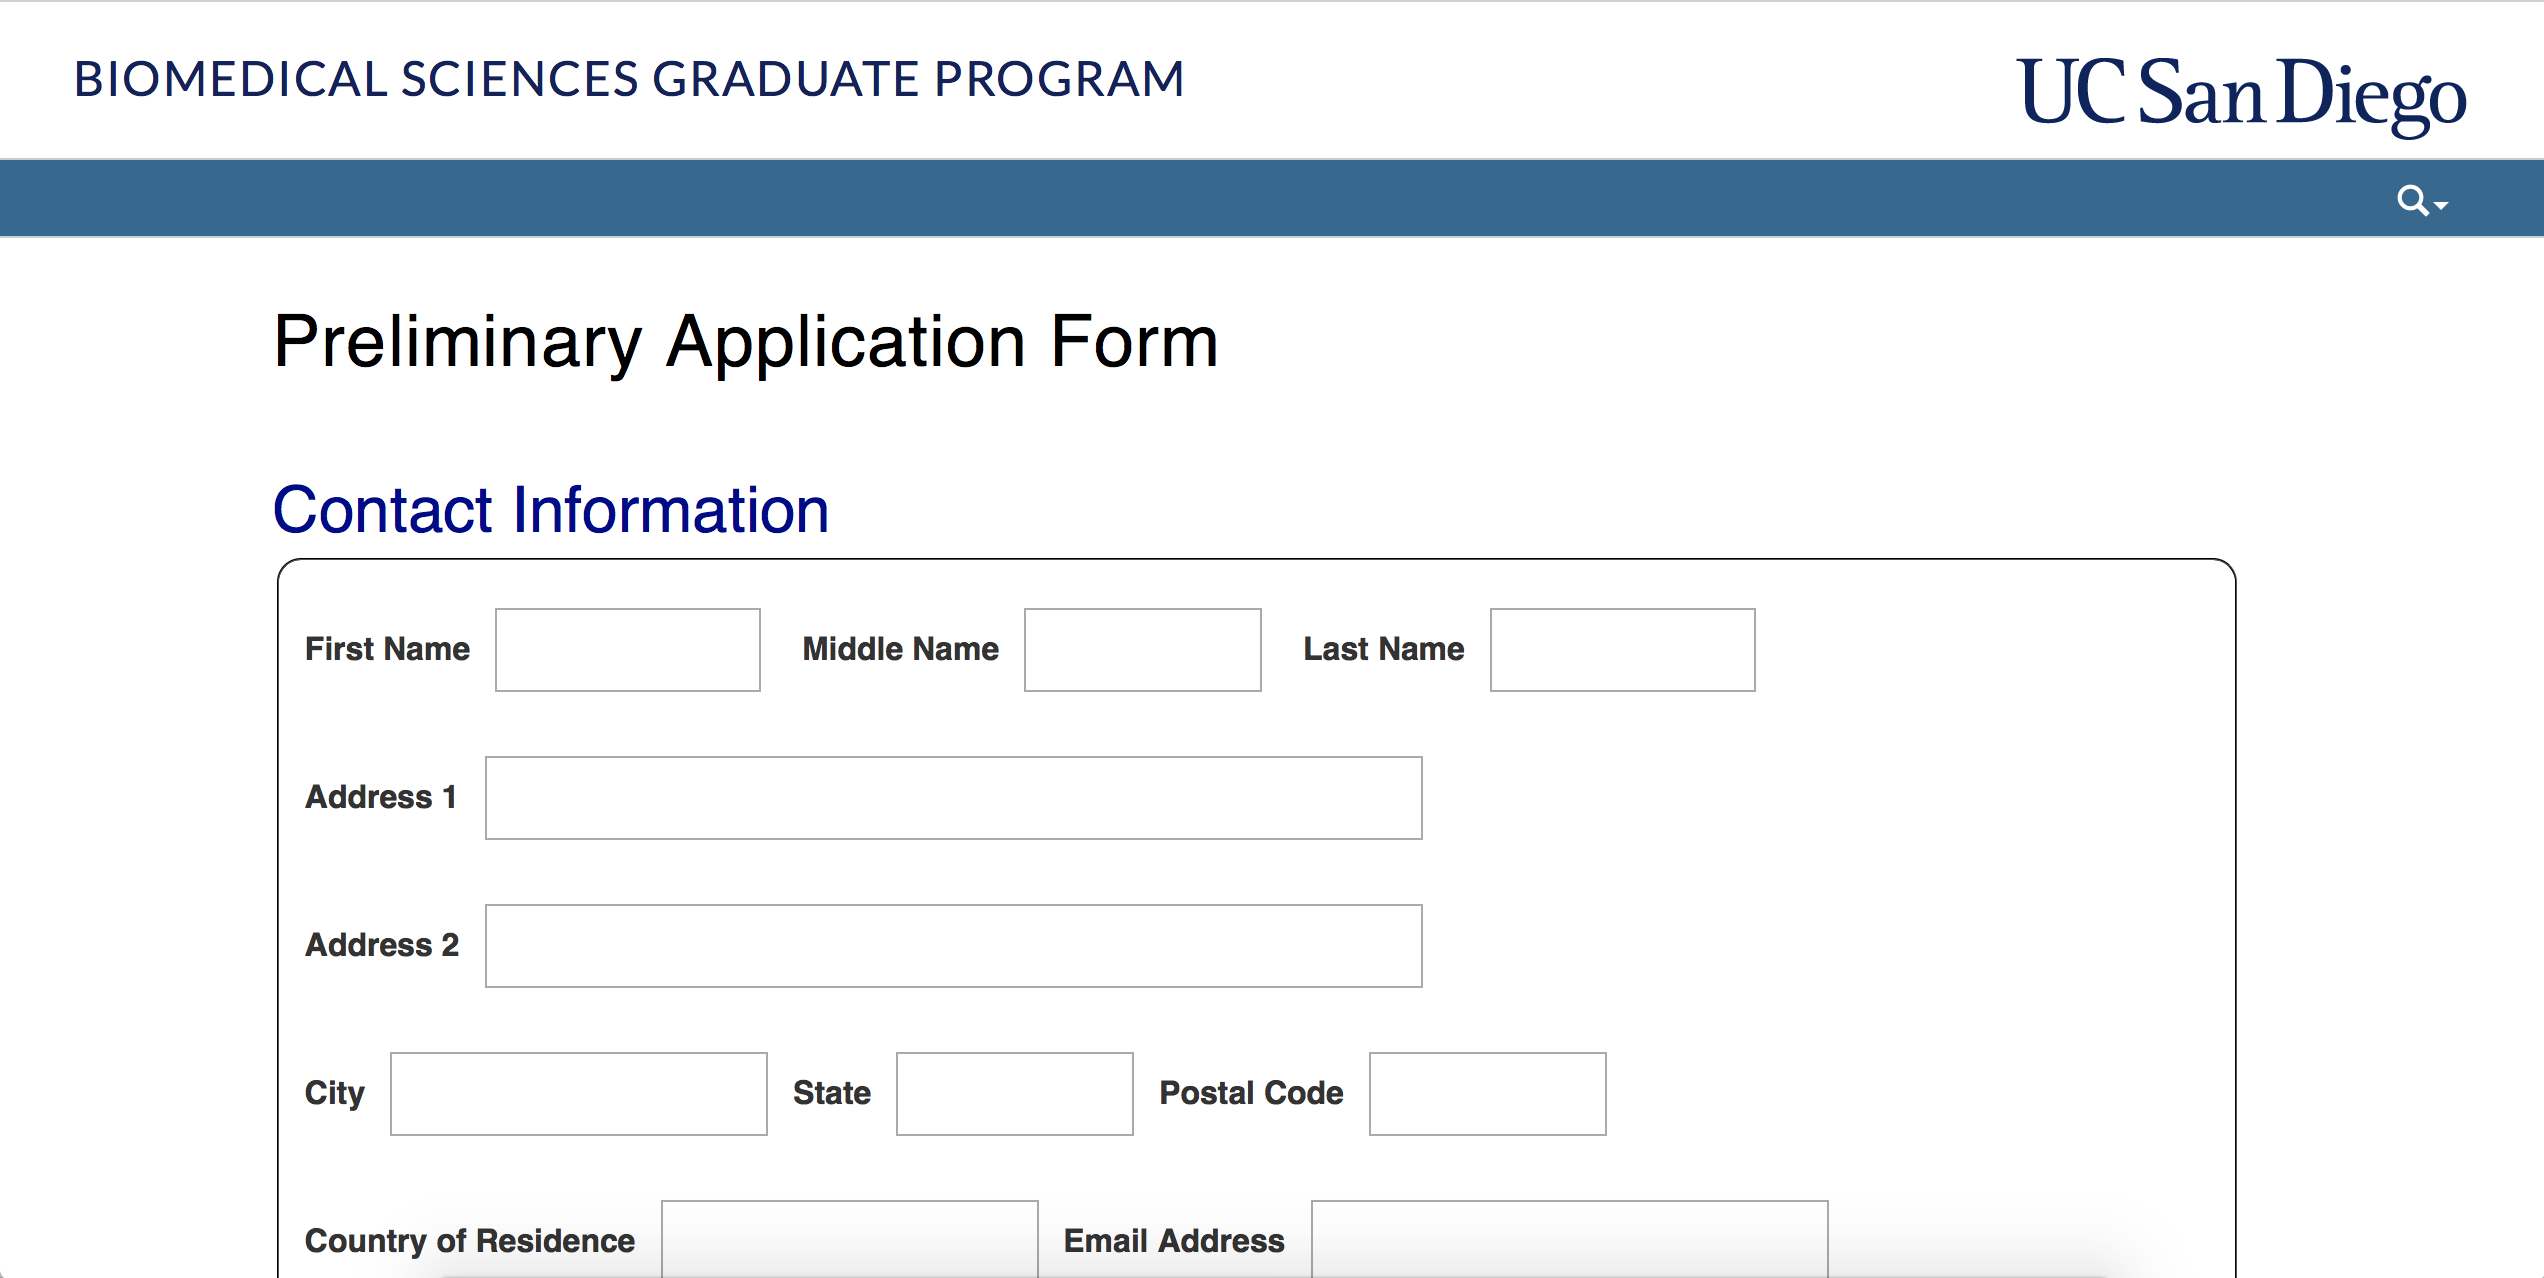 BIOMEDICAL SCIENCES GRADUATE PROGRAM
UC San Diego
Preliminary Application Form
Contact Information
First Name Middle Name Last Name
Address 1
Address 2
City State Postal Code
Country of Residence Email Address